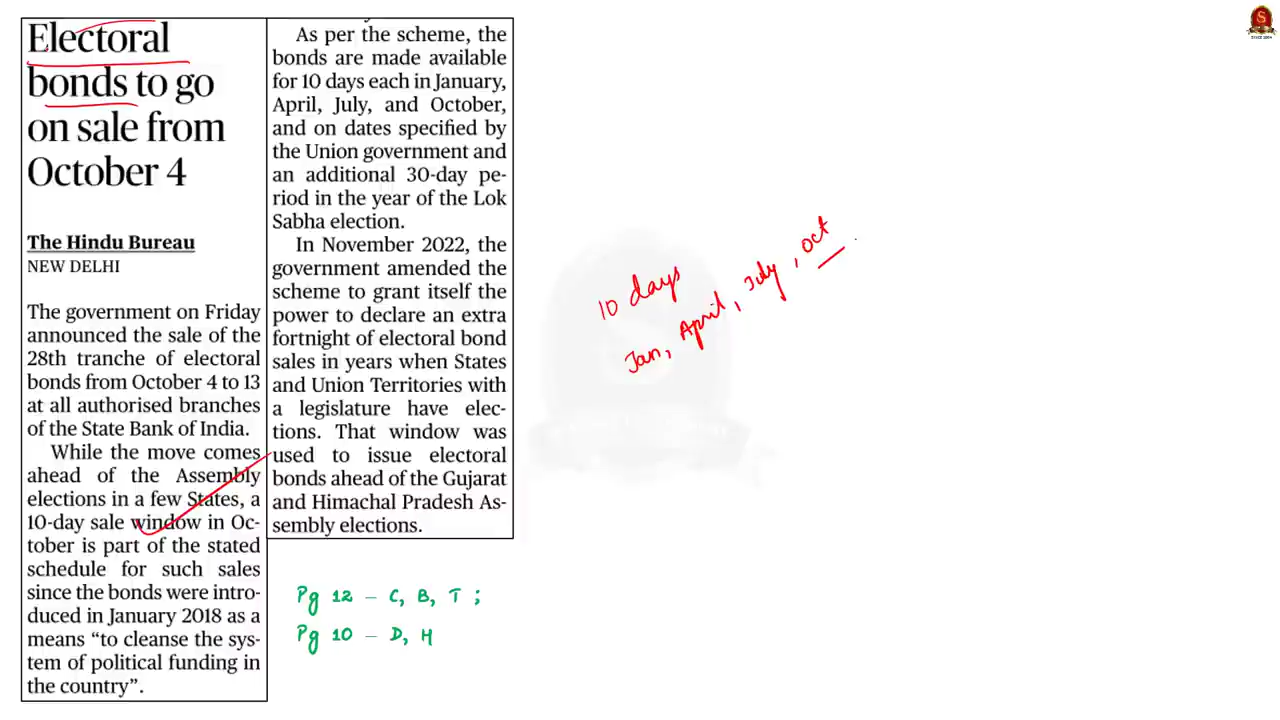 Electoral
bonds to go
on sale from
October 4
The Hindu Bureau
NEW DELHI
The government on Friday
announced the sale of the
28th tranche of electoral
bonds from October 4 to 13
at all authorised branches
of the State Bank of India.
While the move comes
ahead of the Assembly
elections in a few States, a
10-day sale window in Oc-
tober is part of the stated
schedule for such sales
since the bonds were intro-
duced in January 2018 as a
means “to cleanse the sys-
tem of political funding in
the country”.
As per the scheme, the
bonds are made available
for 10 days each in January,
April, July, and October,
and on dates specified by
the Union government and
an additional 30-day pe-
riod in the year of the Lok
Sabha election.
In November 2022, the
government amended the
scheme to grant itself the
power to declare an extra
fortnight of electoral bond
sales in years when States
and Union Territories with
a legislature have elec-
tions. That window was
used to issue electoral
bonds ahead of the Gujarat
and Himachal Pradesh As-
sembly elections.
Pg 12 - C, B, T ;
Pg 10 - D, H
10 days
Jan, April, July, Oct
S